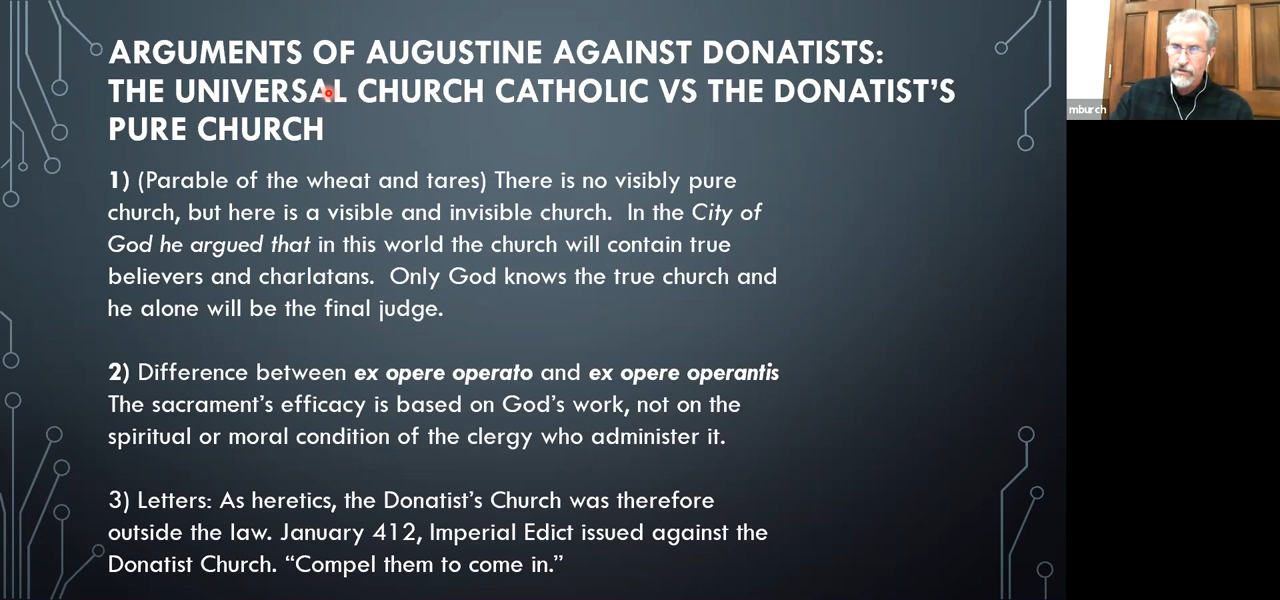 ARGUMENTS OF AUGUSTINE AGAINST DONATISTS:
THE UNIVERSAL CHURCH CATHOLIC VS THE DONATIST’S
PURE CHURCH
1) (Parable of the wheat and tares) There is no visibly pure
church, but here is a visible and invisible church. In the City of
God he argued that in this world the church will contain true
believers and charlatans. Only God knows the true church and
he alone will be the final judge.
2) Difference between ex opere operato and ex opere operantis
The sacrament’s efficacy is based on God’s work, not on the
spiritual or moral condition of the clergy who administer it.
3) Letters: As heretics, the Donatist’s Church was therefore
outside the law. January 412, Imperial Edict issued against the
Donatist Church. “Compel them to come in.”
mburch